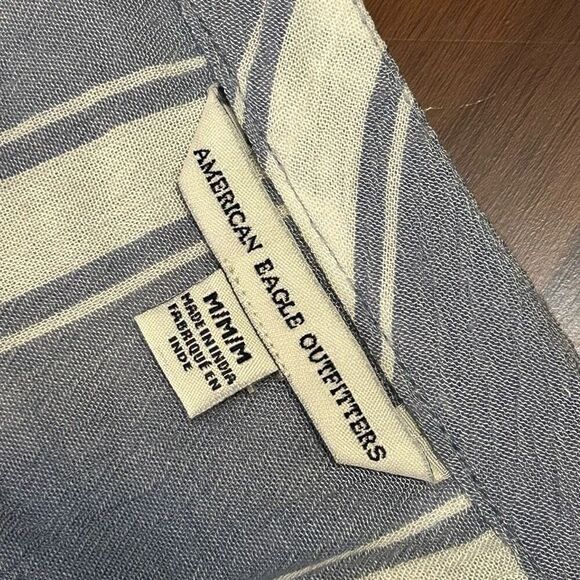 AMERICAN EAGLE OUTFITTERS
M/M/M
MADE IN INDIA
FABRIQUÉ EN
INDE